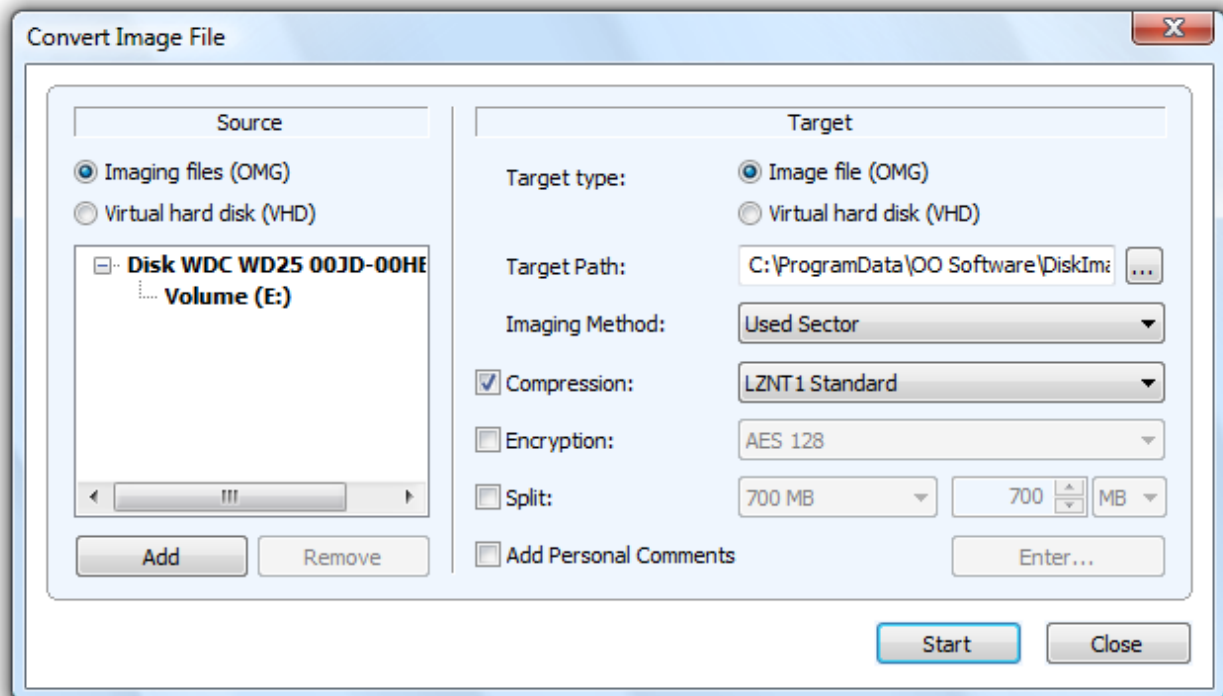 Convert Image File
Source
Imaging files (OMG)
Virtual hard disk (VHD)
Disk WDC WD25 00JD-00HB
Volume (E:)
Add
Remove
Target
Target type:
Image file (OMG)
Virtual hard disk (VHD)
Target Path:
C:\ProgramData\OO Software\DiskIma
...
Imaging Method:
Used Sector
Compression:
LZNT1 Standard
Encryption:
AES 128
Split:
700 MB
700
MB
Add Personal Comments
Enter...
Start
Close